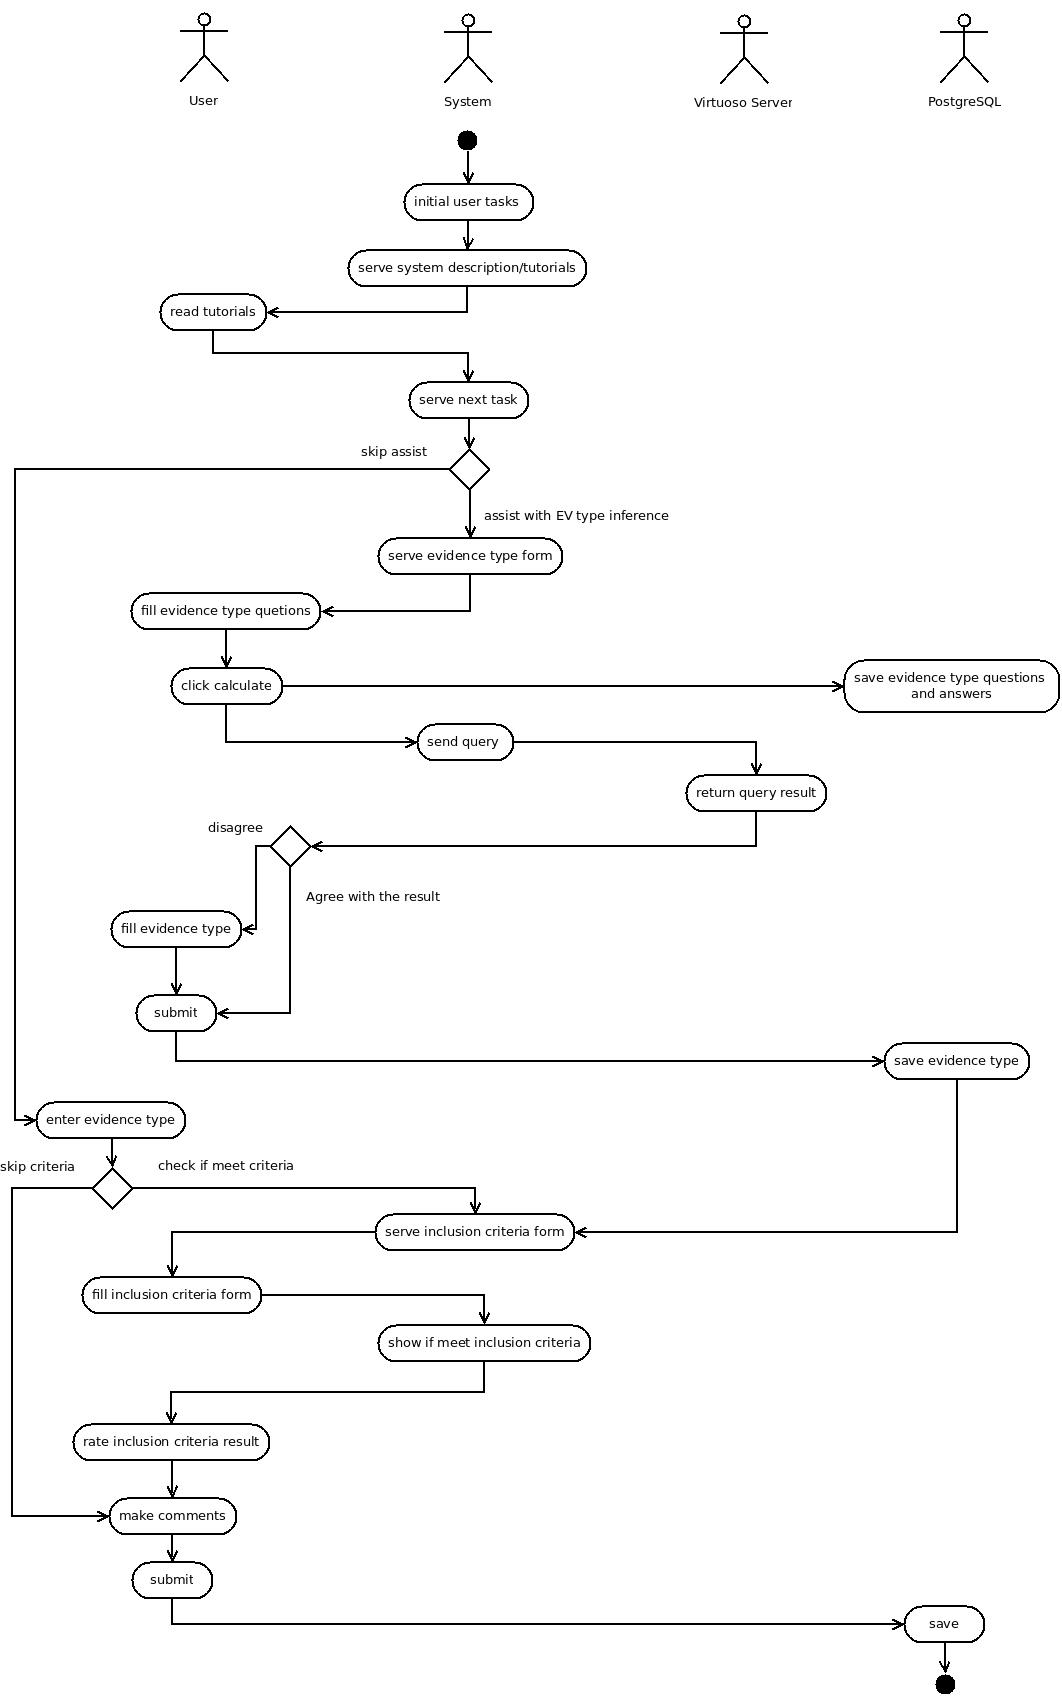 User
System
Virtuoso Server
PostgreSQL
initial user tasks
serve system description/tutorials
read tutorials
serve next task
skip assist
assist with EV type inference
serve evidence type form
fill evidence type quetions
click calculate
save evidence type questions
and answers
send query
return query result
disagree
Agree with the result
fill evidence type
submit
save evidence type
enter evidence type
skip criteria
check if meet criteria
serve inclusion criteria form
fill inclusion criteria form
show if meet inclusion criteria
rate inclusion criteria result
make comments
submit
save